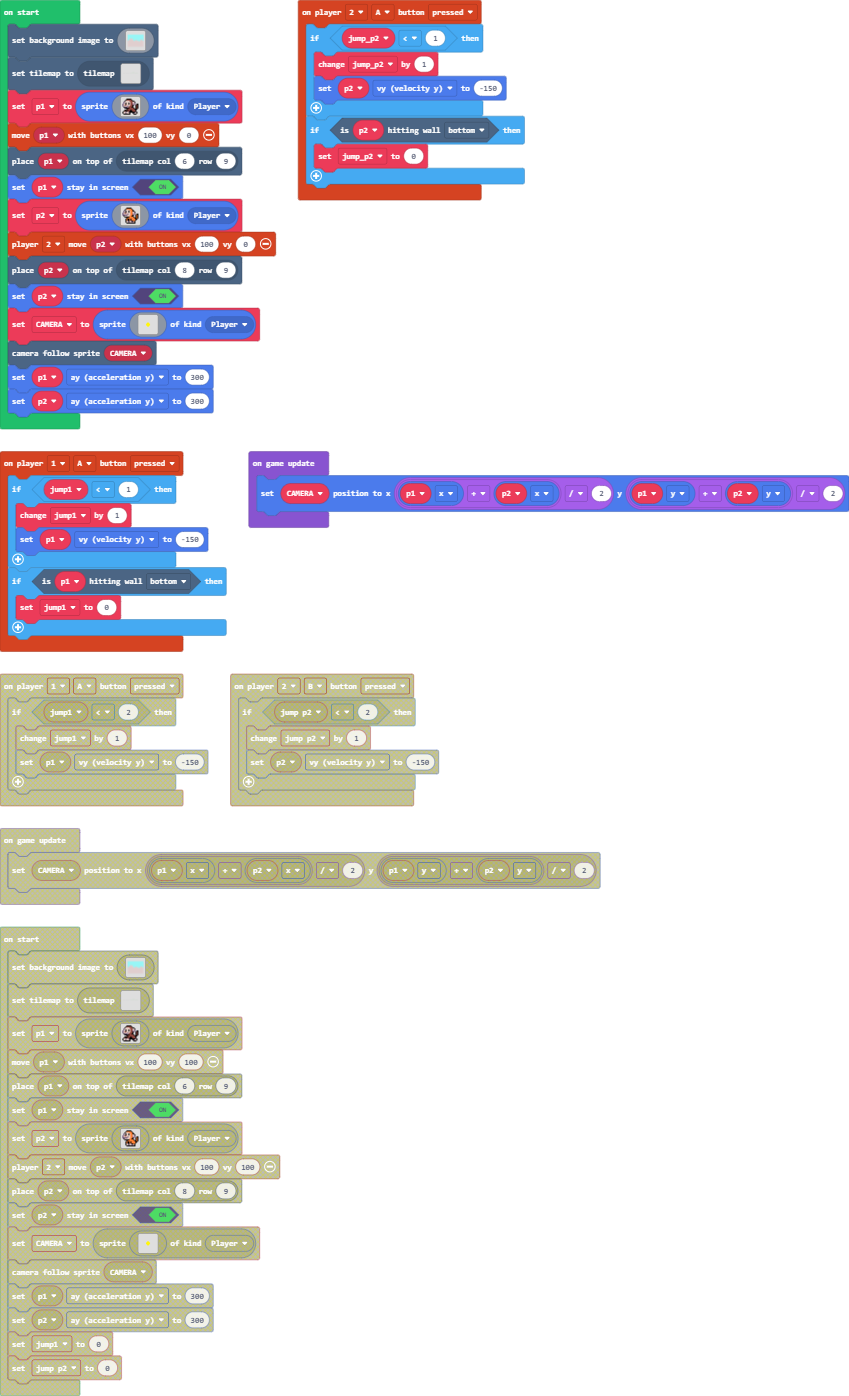 on start
set background image to
set tilemap to tilemap
set p1 to sprite of kind Player
move p1 with buttons vx 100 vy 0
place p1 on top of tilemap col 6 row 9
set p1 stay in screen ON
set p2 to sprite of kind Player
player 2 move p2 with buttons vx 100 vy 0
place p2 on top of tilemap col 8 row 9
set p2 stay in screen ON
set CAMERA to sprite of kind Player
camera follow sprite CAMERA
set p1 ay (acceleration y) to 300
set p2 ay (acceleration y) to 300
on player 2 A button pressed
if jump_p2 < 1 then
change jump_p2 by 1
set p2 vy (velocity y) to -150
if is p2 hitting wall bottom then
set jump_p2 to 0
on player 1 A button pressed
if jump1 < 1 then
change jump1 by 1
set p1 vy (velocity y) to -150
if is p1 hitting wall bottom then
set jump1 to 0
on game update
set CAMERA position to x p1 x + p2 x / 2 y p1 y + p2 y / 2
on player 1 A button pressed
if jump1 < 2 then
change jump1 by 1
set p1 vy (velocity y) to -150
on player 2 B button pressed
if jump p2 < 2 then
change jump p2 by 1
set p2 vy (velocity y) to -150
on game update
set CAMERA position to x p1 x + p2 x / 2 y p1 y + p2 y / 2
on start
set background image to
set tilemap to tilemap
set p1 to sprite of kind Player
move p1 with buttons vx 100 vy 100
place p1 on top of tilemap col 6 row 9
set p1 stay in screen ON
set p2 to sprite of kind Player
player 2 move p2 with buttons vx 100 vy 100
place p2 on top of tilemap col 8 row 9
set p2 stay in screen ON
set CAMERA to sprite of kind Player
camera follow sprite CAMERA
set p1 ay (acceleration y) to 300
set p2 ay (acceleration y) to 300
set jump1 to 0
set jump p2 to 0